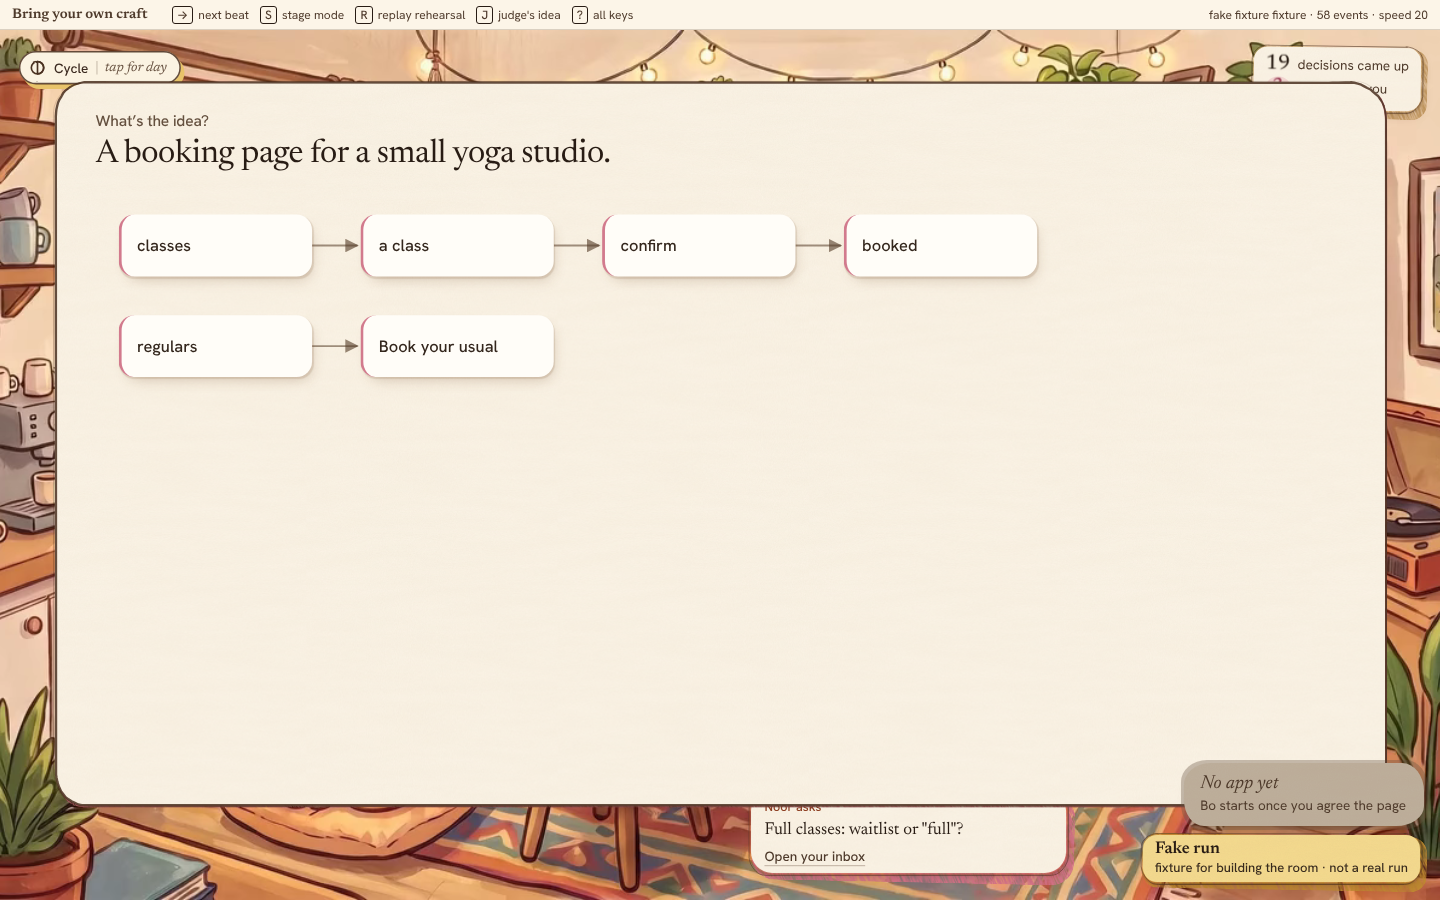 Bring your own craft → next beat S stage mode R replay rehearsal J judge's idea ? all keys fake fixture fixture · 58 events · speed 20
Cycle | tap for day
19 decisions came up
you
What's the idea?
A booking page for a small yoga studio.
classes a class confirm booked
regulars Book your usual
No app yet
Bo starts once you agree the page
Noor asks
Full classes: waitlist or "full"?
Open your inbox
Fake run
fixture for building the room · not a real run